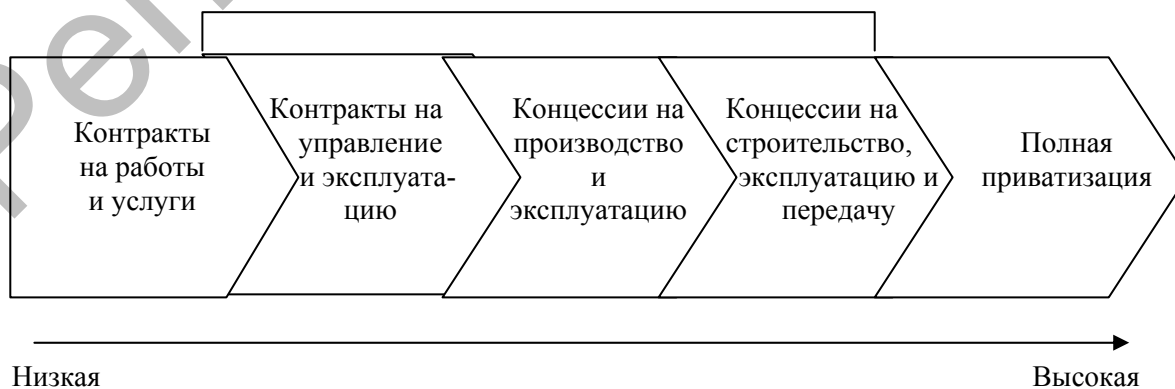 Контракты
на работы
и услуги
Контракты на
управление
и эксплуата-
цию
Концессии на
производство
и
эксплуатацию
Концессии на
строительство,
эксплуатацию и
передачу
Полная
приватизация
Низкая
Высокая